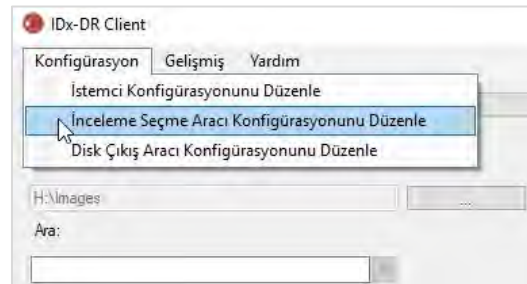 IDx-DR Client
Konfigürasyon Gelişmiş Yardım
İstemci Konfigürasyonunu Düzenle
İnceleme Seçme Aracı Konfigürasyonunu Düzenle
Disk Çıkış Aracı Konfigürasyonunu Düzenle
H:\Images ...
Ara: